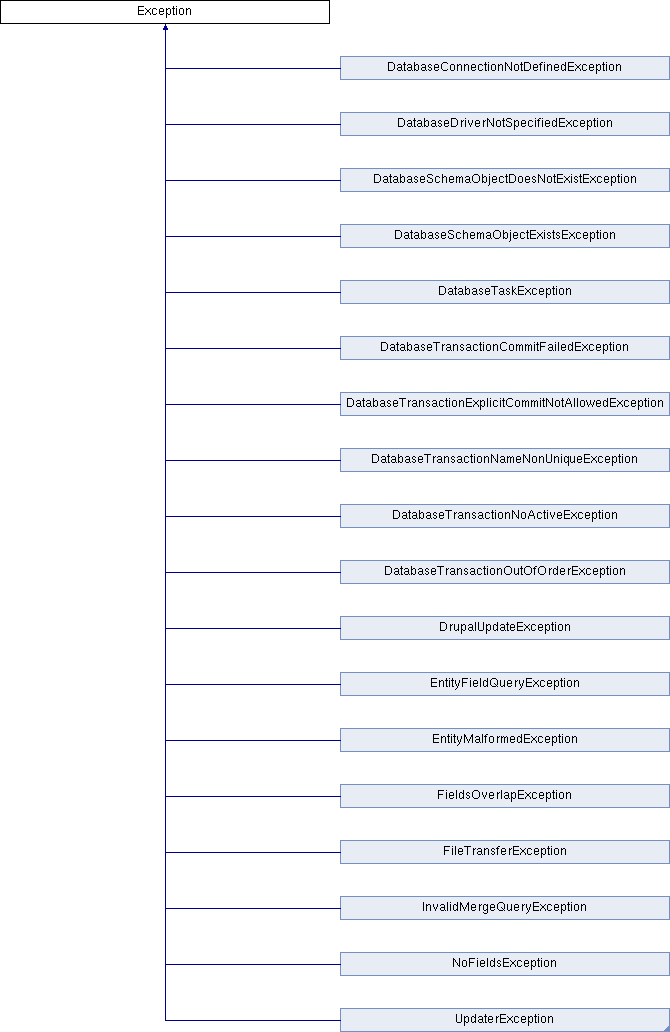 Exception
DatabaseConnectionNotDefinedException
DatabaseDriverNotSpecifiedException
DatabaseSchemaObjectDoesNotExistException
DatabaseSchemaObjectExistsException
DatabaseTaskException
DatabaseTransactionCommitFailedException
DatabaseTransactionExplicitCommitNotAllowedException
DatabaseTransactionNameNonUniqueException
DatabaseTransactionNoActiveException
DatabaseTransactionOutOfOrderException
DrupalUpdateException
EntityFieldQueryException
EntityMalformedException
FieldsOverlapException
FileTransferException
InvalidMergeQueryException
NoFieldsException
UpdaterException